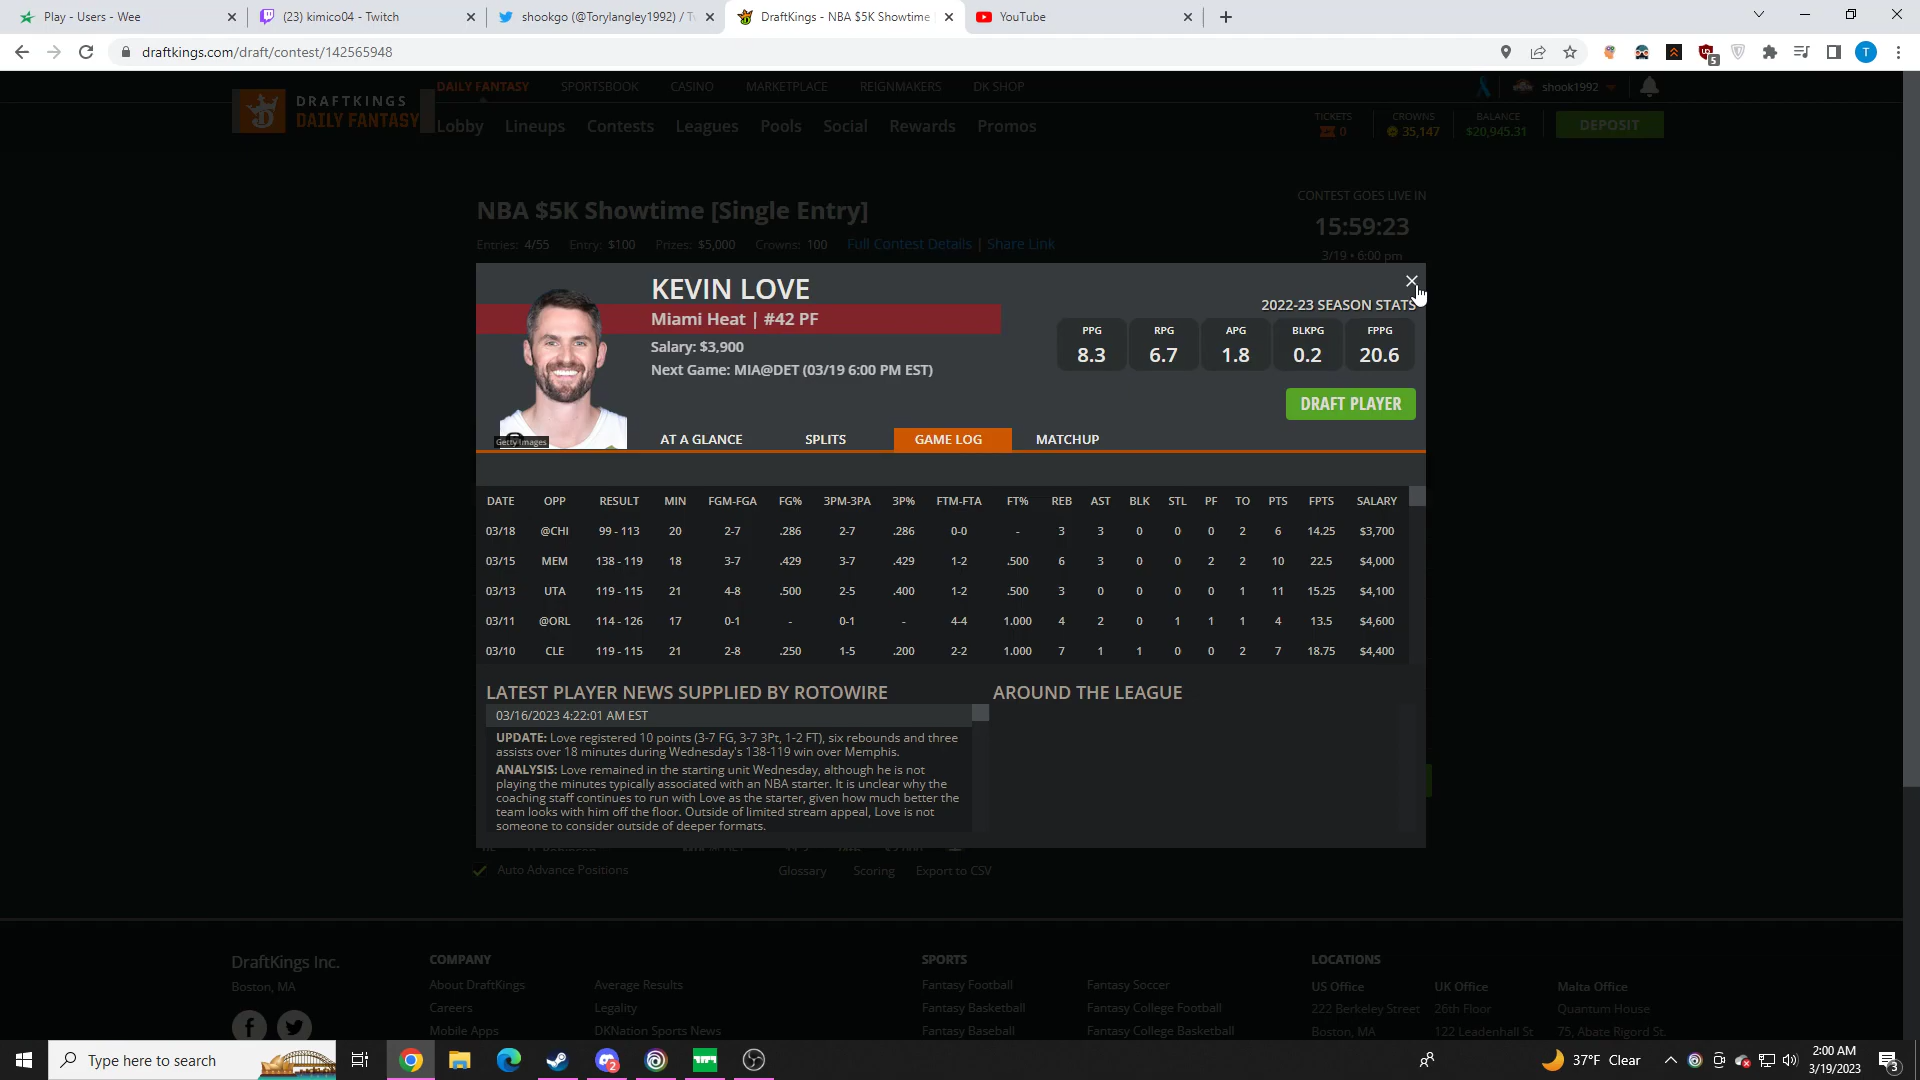 Play - Users - Wee
(23) kimico04 - Twitch
shookgo (@Torylangley1992) / T
DraftKings - NBA $5K Showtime
YouTube
draftkings.com/draft/contest/142565948
5
T
DAILY FANTASY SPORTSBOOK CASINO MARKETPLACE REIGNMAKERS DK SHOP
shook1992
DRAFTKINGS
DAILY FANTASY
Lobby Lineups Contests Leagues Pools Social Rewards Promos
TICKETS CROWNS BALANCE
0 35,147 $20,945.31
DEPOSIT
NBA $5K Showtime [Single Entry]
CONTEST GOES LIVE IN
15:59:23
3/19 • 6:00 pm
Entries: 4/55 Entry: $100 Prizes: $5,000 Crowns: 100 Full Contest Details | Share Link
KEVIN LOVE
Miami Heat | #42 PF
Salary: $3,900
Next Game: MIA@DET (03/19 6:00 PM EST)
Getty Images
2022-23 SEASON STATS
PPG RPG APG BLKPG FPPG
8.3 6.7 1.8 0.2 20.6
DRAFT PLAYER
AT A GLANCE SPLITS GAME LOG MATCHUP
DATE OPP RESULT MIN FGM-FGA FG% 3PM-3PA 3P% FTM-FTA FT% REB AST BLK STL PF TO PTS FPTS SALARY
03/18 @CHI 99 - 113 20 2-7 .286 2-7 .286 0-0 - 3 3 0 0 0 2 6 14.25 $3,700
03/15 MEM 138 - 119 18 3-7 .429 3-7 .429 1-2 .500 6 3 0 0 2 2 10 22.5 $4,000
03/13 UTA 119 - 115 21 4-8 .500 2-5 .400 1-2 .500 3 0 0 0 0 1 11 15.25 $4,100
03/11 @ORL 114 - 126 17 0-1 - 0-1 - 4-4 1.000 4 2 0 1 1 1 4 13.5 $4,600
03/10 CLE 119 - 115 21 2-8 .250 1-5 .200 2-2 1.000 7 1 1 0 0 2 7 18.75 $4,400
LATEST PLAYER NEWS SUPPLIED BY ROTOWIRE
AROUND THE LEAGUE
03/16/2023 4:22:01 AM EST
UPDATE: Love registered 10 points (3-7 FG, 3-7 3Pt, 1-2 FT), six rebounds and three
assists over 18 minutes during Wednesday's 138-119 win over Memphis.
ANALYSIS: Love remained in the starting unit Wednesday, although he is not
playing the minutes typically associated with an NBA starter. It is unclear why the
coaching staff continues to run with Love as the starter, given how much better the
team looks with him off the floor. Outside of limited stream appeal, Love is not
someone to consider outside of deeper formats.
Auto Advance Positions
Glossary Scoring Export to CSV
DraftKings Inc.
Boston, MA
COMPANY
About DraftKings Average Results
Careers Legality
Mobile Apps DKNation Sports News
SPORTS
Fantasy Football Fantasy Soccer
Fantasy Basketball Fantasy College Football
Fantasy Baseball Fantasy College Basketball
LOCATIONS
US Office UK Office Malta Office
222 Berkeley Street 26th Floor Quantum House
Boston, MA 122 Leadenhall St 75, Abate Rigord St.
Type here to search
2
37°F Clear
2:00 AM
3/19/2023
3